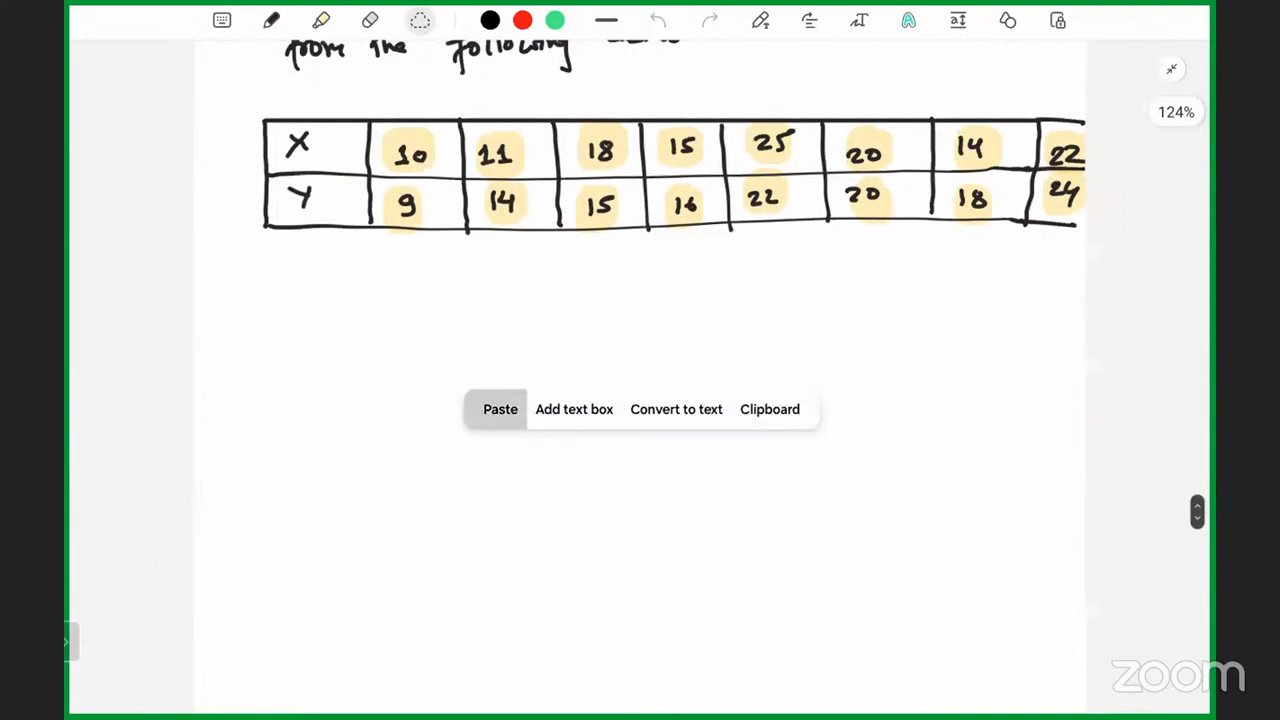 124%
from the following
X 10 11 18 15 25 20 14 22
Y 9 14 15 16 22 20 18 24
Paste Add text box Convert to text Clipboard
zoom